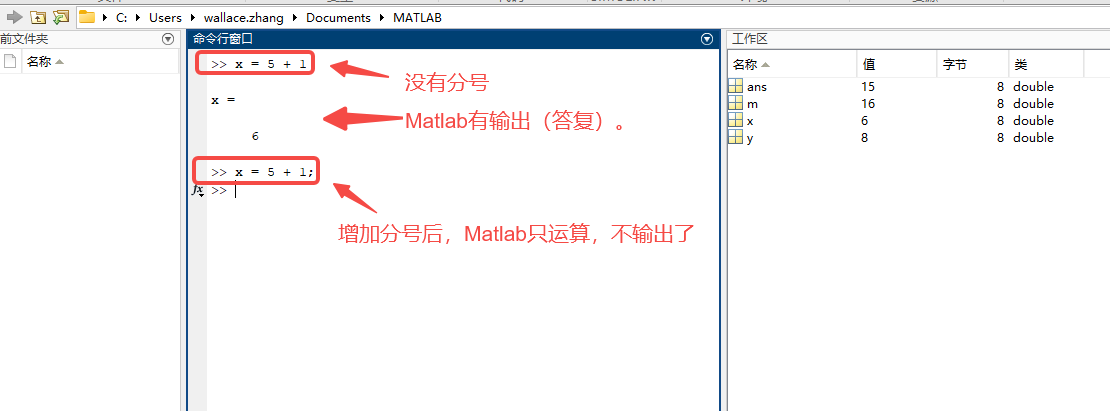 C: Users wallace.zhang Documents MATLAB
前文件夹
名称
命令行窗口
>> x = 5 + 1
没有分号
x =
Matlab有输出（答复）。
6
>> x = 5 + 1;
fx >>
增加分号后，Matlab只运算，不输出了
工作区
名称 值 字节 类
ans 15 8 double
m 16 8 double
x 6 8 double
y 8 8 double